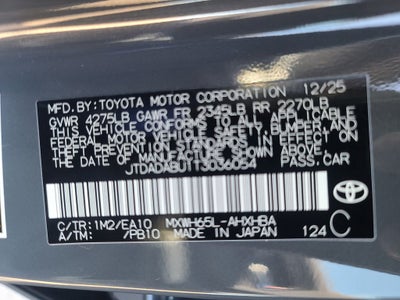 MFD.BY:TOYOTA MOTOR CORPORATION 12/25
GVWR 4275LB GAWR FR 2345LB RR 2270LB
THIS VEHICLE CONFORMS TO ALL APPLICABLE
FEDERAL MOTOR VEHICLE SAFETY, BUMPER, AND
THEFT PREVENTION STANDARDS IN EFFECT ON
THE DATE OF MANUFACTURE SHOWN ABOVE.
JTDADABU1T3036054 PASS.CAR
C/TR:1M2/EA10 MXWH65L-AHXHBA
A/TM: /PB10 MADE IN JAPAN 124 C
TOYOTA